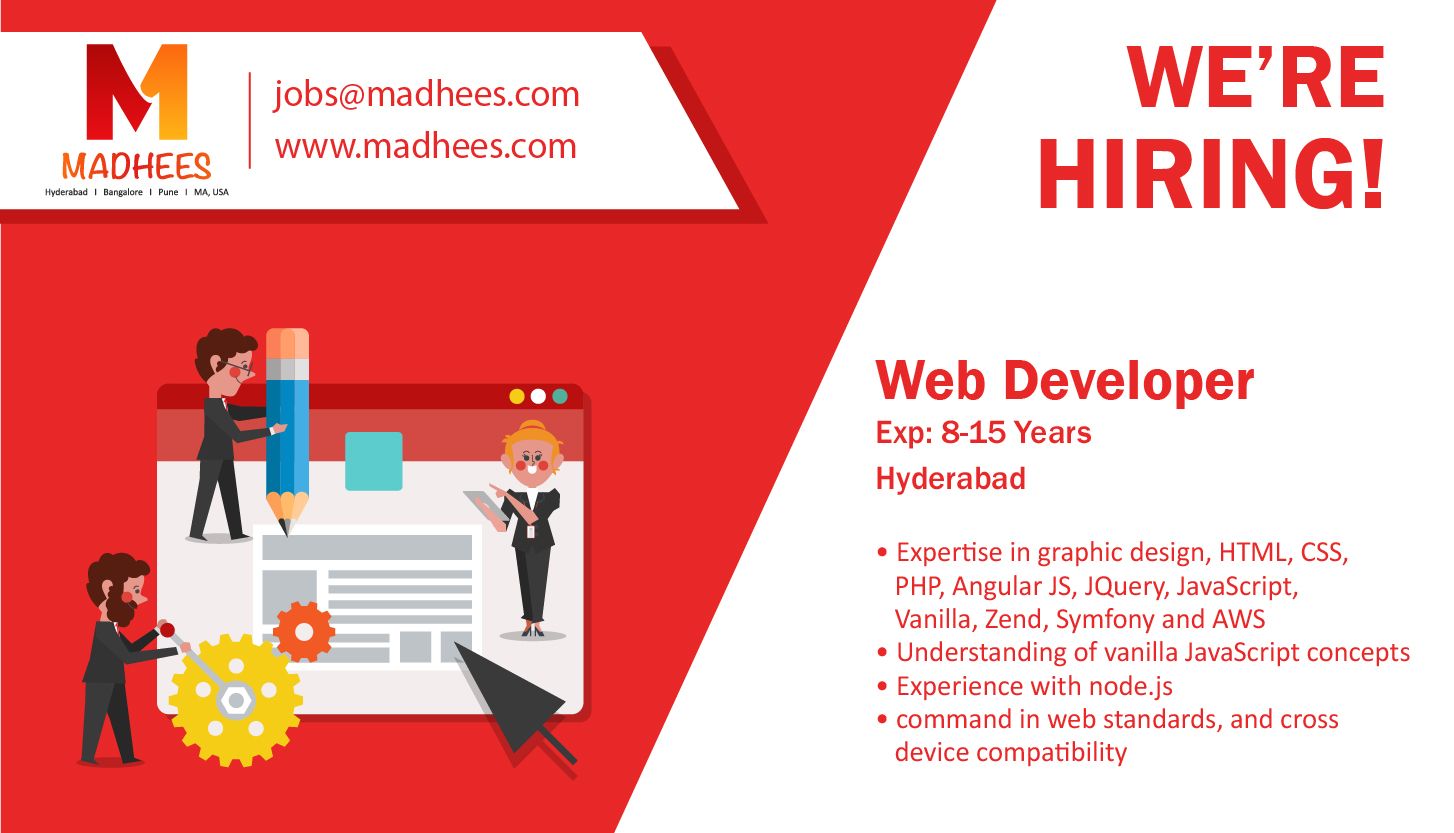 M
MADHEES
Hyderabad I Bangalore I Pune I MA, USA
jobs@madhees.com
www.madhees.com
WE'RE
HIRING!
Web Developer
Exp: 8-15 Years
Hyderabad
• Expertise in graphic design, HTML, CSS,
PHP, Angular JS, JQuery, JavaScript,
Vanilla, Zend, Symfony and AWS
• Understanding of vanilla JavaScript concepts
• Experience with node.js
• command in web standards, and cross
device compatibility